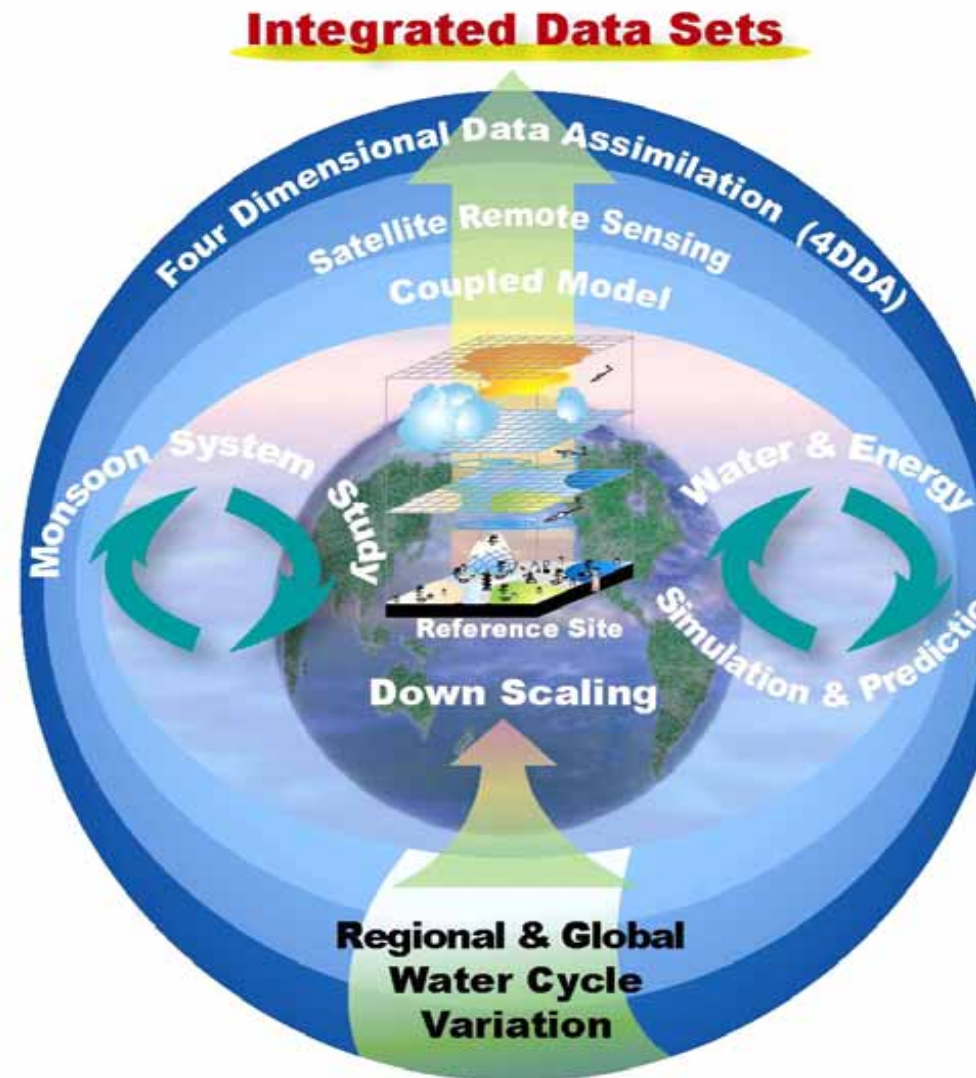 Integrated Data Sets
Four Dimensional Data Assimilation (4DDA)
Satellite Remote Sensing
Coupled Model
Monsoon System Study
Water & Energy
Simulation & Predictio
Reference Site
Down Scaling
Regional & Global
Water Cycle
Variation